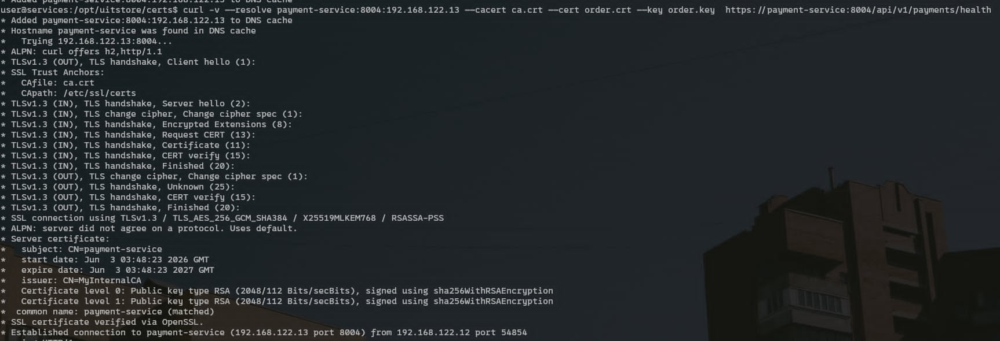 * Added payment-service:8004:192.168.122.13 to DNS cache
user@services:/opt/uitstore/certs$ curl -v --resolve payment-service:8004:192.168.122.13 --cacert ca.crt --cert order.crt --key order.key  https://payment-service:8004/api/v1/payments/health
* Added payment-service:8004:192.168.122.13 to DNS cache
* Hostname payment-service was found in DNS cache
*   Trying 192.168.122.13:8004...
* ALPN: curl offers h2,http/1.1
* TLSv1.3 (OUT), TLS handshake, Client hello (1):
* SSL Trust Anchors:
*   CAfile: ca.crt
*   CApath: /etc/ssl/certs
* TLSv1.3 (IN), TLS handshake, Server hello (2):
* TLSv1.3 (IN), TLS change cipher, Change cipher spec (1):
* TLSv1.3 (IN), TLS handshake, Encrypted Extensions (8):
* TLSv1.3 (IN), TLS handshake, Request CERT (13):
* TLSv1.3 (IN), TLS handshake, Certificate (11):
* TLSv1.3 (IN), TLS handshake, CERT verify (15):
* TLSv1.3 (IN), TLS handshake, Finished (20):
* TLSv1.3 (OUT), TLS change cipher, Change cipher spec (1):
* TLSv1.3 (OUT), TLS handshake, Unknown (25):
* TLSv1.3 (OUT), TLS handshake, CERT verify (15):
* TLSv1.3 (OUT), TLS handshake, Finished (20):
* SSL connection using TLSv1.3 / TLS_AES_256_GCM_SHA384 / X25519MLKEM768 / RSASSA-PSS
* ALPN: server did not agree on a protocol. Uses default.
* Server certificate:
*   subject: CN=payment-service
*   start date: Jun  3 03:48:23 2026 GMT
*   expire date: Jun  3 03:48:23 2027 GMT
*   issuer: CN=MyInternalCA
*   Certificate level 0: Public key type RSA (2048/112 Bits/secBits), signed using sha256WithRSAEncryption
*   Certificate level 1: Public key type RSA (2048/112 Bits/secBits), signed using sha256WithRSAEncryption
*  common name: payment-service (matched)
* SSL certificate verified via OpenSSL.
* Established connection to payment-service (192.168.122.13 port 8004) from 192.168.122.12 port 54854